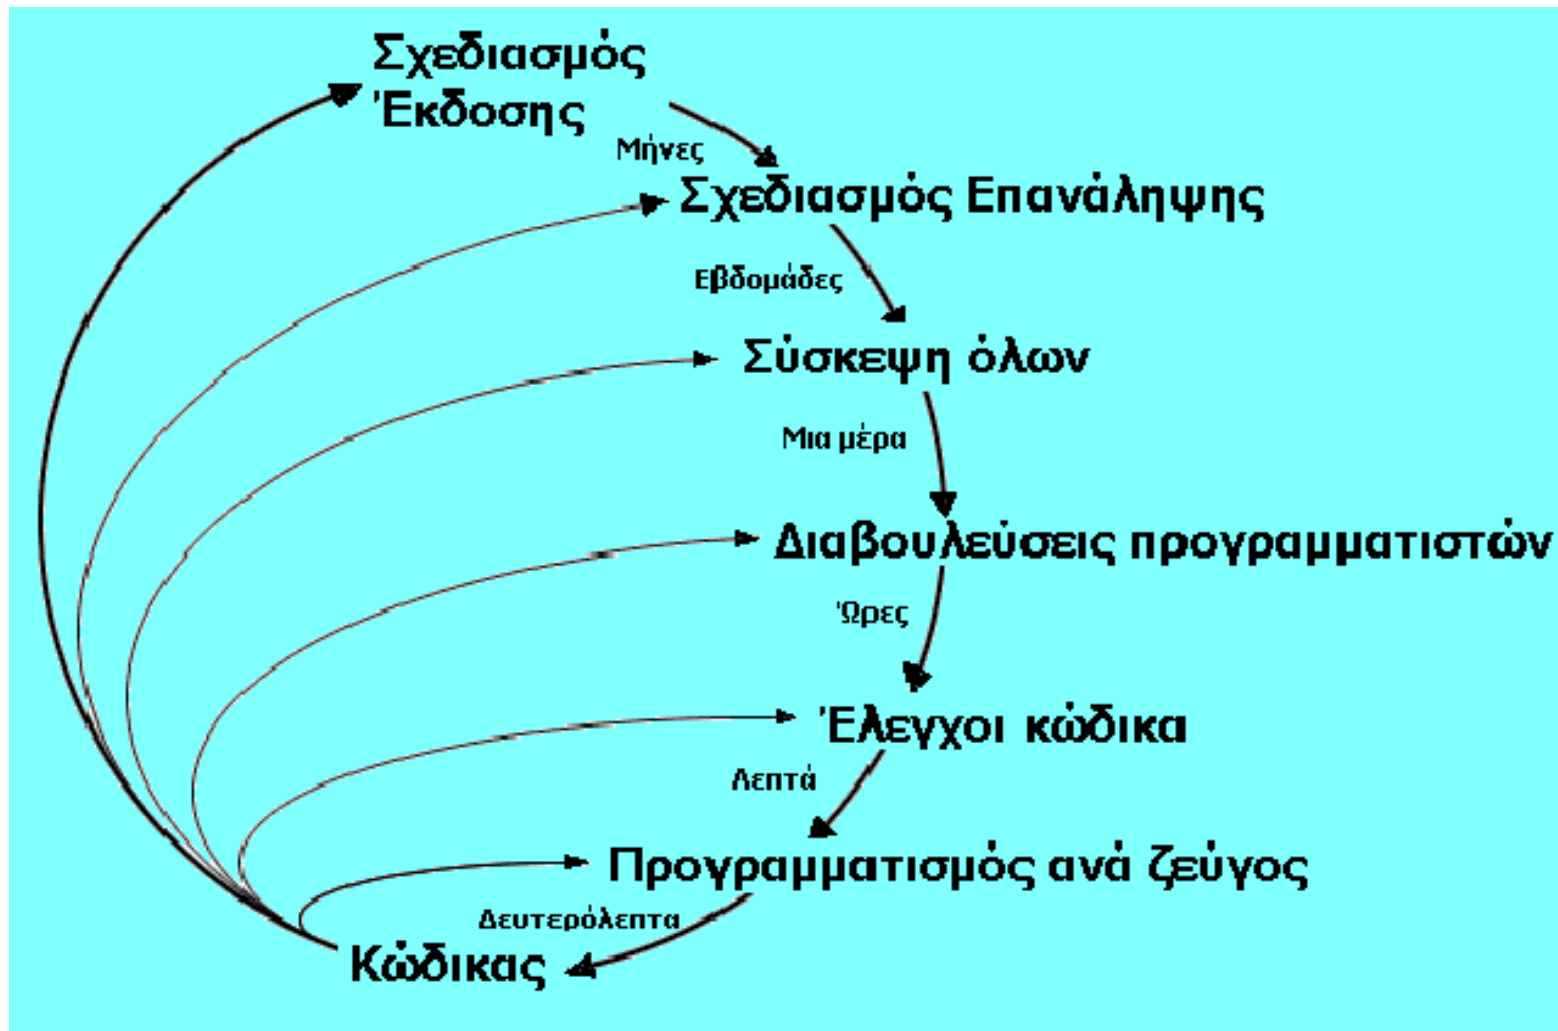 Σχεδιασμός
Έκδοσης
Μήνες
Σχεδιασμός Επανάληψης
Εβδομάδες
Σύσκεψη όλων
Μια μέρα
Διαβουλεύσεις προγραμματιστών
Ώρες
Έλεγχοι κώδικα
Λεπτά
Προγραμματισμός ανά ζεύγος
Δευτερόλεπτα
Κώδικας